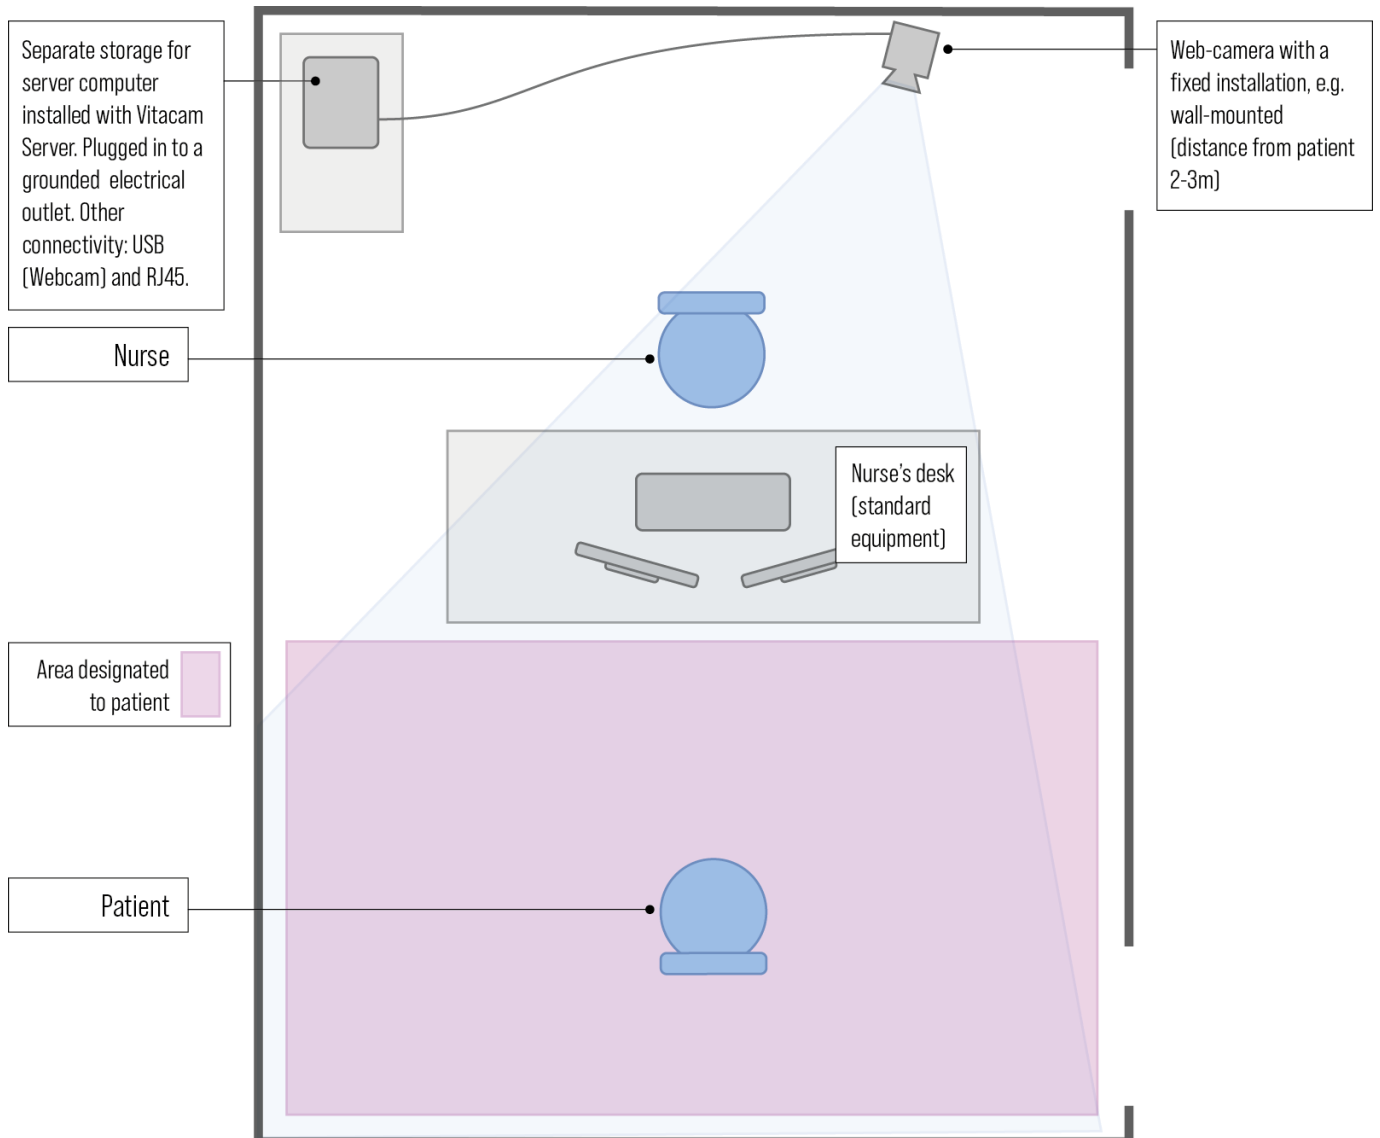 Separate storage for
server computer
installed with Vitacam
Server. Plugged in to a
grounded electrical
outlet. Other
connectivity: USB
(Webcam) and RJ45.
Web-camera with a
fixed installation, e.g.
wall-mounted
(distance from patient
2-3m)
Nurse
Nurse's desk
(standard
equipment)
Area designated
to patient
Patient